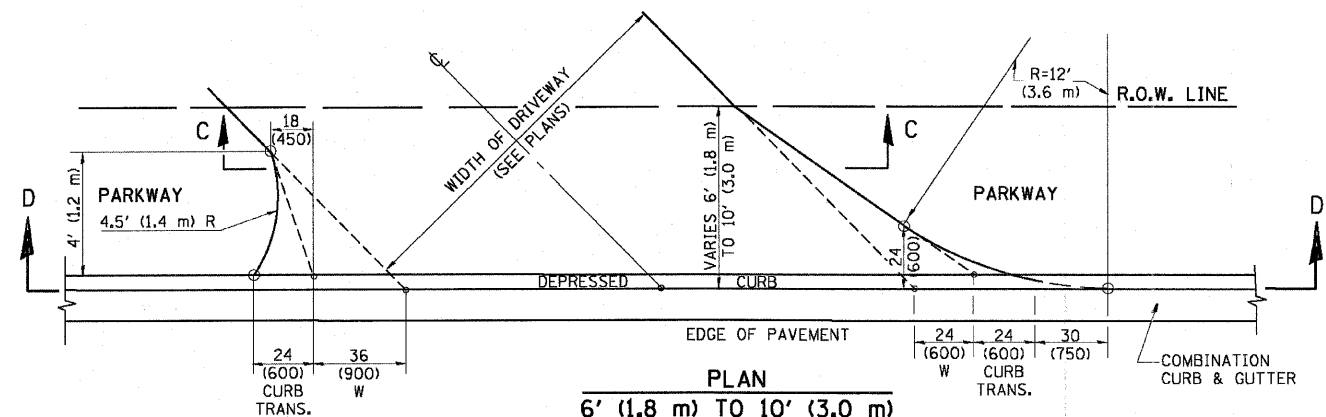 R=12'
(3.6 m)
R.O.W. LINE
C
18
(450)
WIDTH OF DRIVEWAY
(SEE PLANS)
C
℄
D
4' (1.2 m)
PARKWAY
4.5' (1.4 m) R
VARIES 6' (1.8 m)
TO 10' (3.0 m)
PARKWAY
D
24
(600)
DEPRESSED CURB
EDGE OF PAVEMENT
24
(600)
CURB
TRANS.
36
(900)
W
24
(600)
W
24
(600)
CURB
TRANS.
30
(750)
COMBINATION
CURB & GUTTER
PLAN
6' (1.8 m) TO 10' (3.0 m)